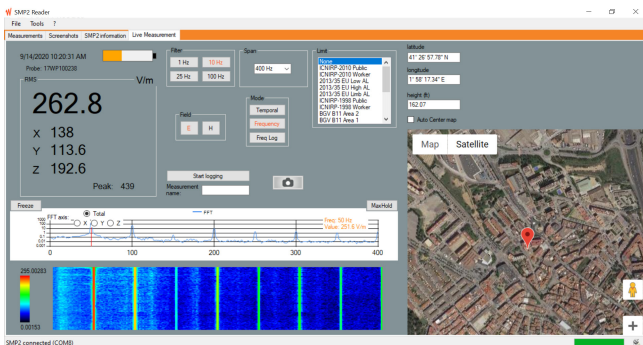 SMP2 Reader
File Tools ?
Measurements Screenshots SMP2 information Live Measurement
9/14/2020 10:20:31 AM
Probe: 17WP100238
RMS
V/m
262.8
X 138
Y 113.6
Z 192.6
Peak: 439
Filter
1 Hz 10 Hz
25 Hz 100 Hz
Field
E H
Span
400 Hz
Mode
Temporal
Frequency
Freq Log
Limit
None
ICNIRP-2010 Public
ICNIRP-2010 Worker
2013/35 EU Low AL
2013/35 EU High AL
2013/35 EU Limb AL
ICNIRP-1998 Public
ICNIRP-1998 Worker
BGV B11 Area 2
BGV B11 Area 1
Start logging
Measurement
name:
latitude
41° 26' 57.78" N
longitude
1° 58' 17.34" E
height (ft)
162.07
Auto Center map
Map Satellite
Freeze
MaxHold
FFT axis: Total
X Y Z
FFT
Freq: 50 Hz
Value: 261.6 V/m
1000
100
10
1
0.1
0.01
0.001
0 100 200 300 400
295.00283
0.00153
SMP2 connected (COM8)